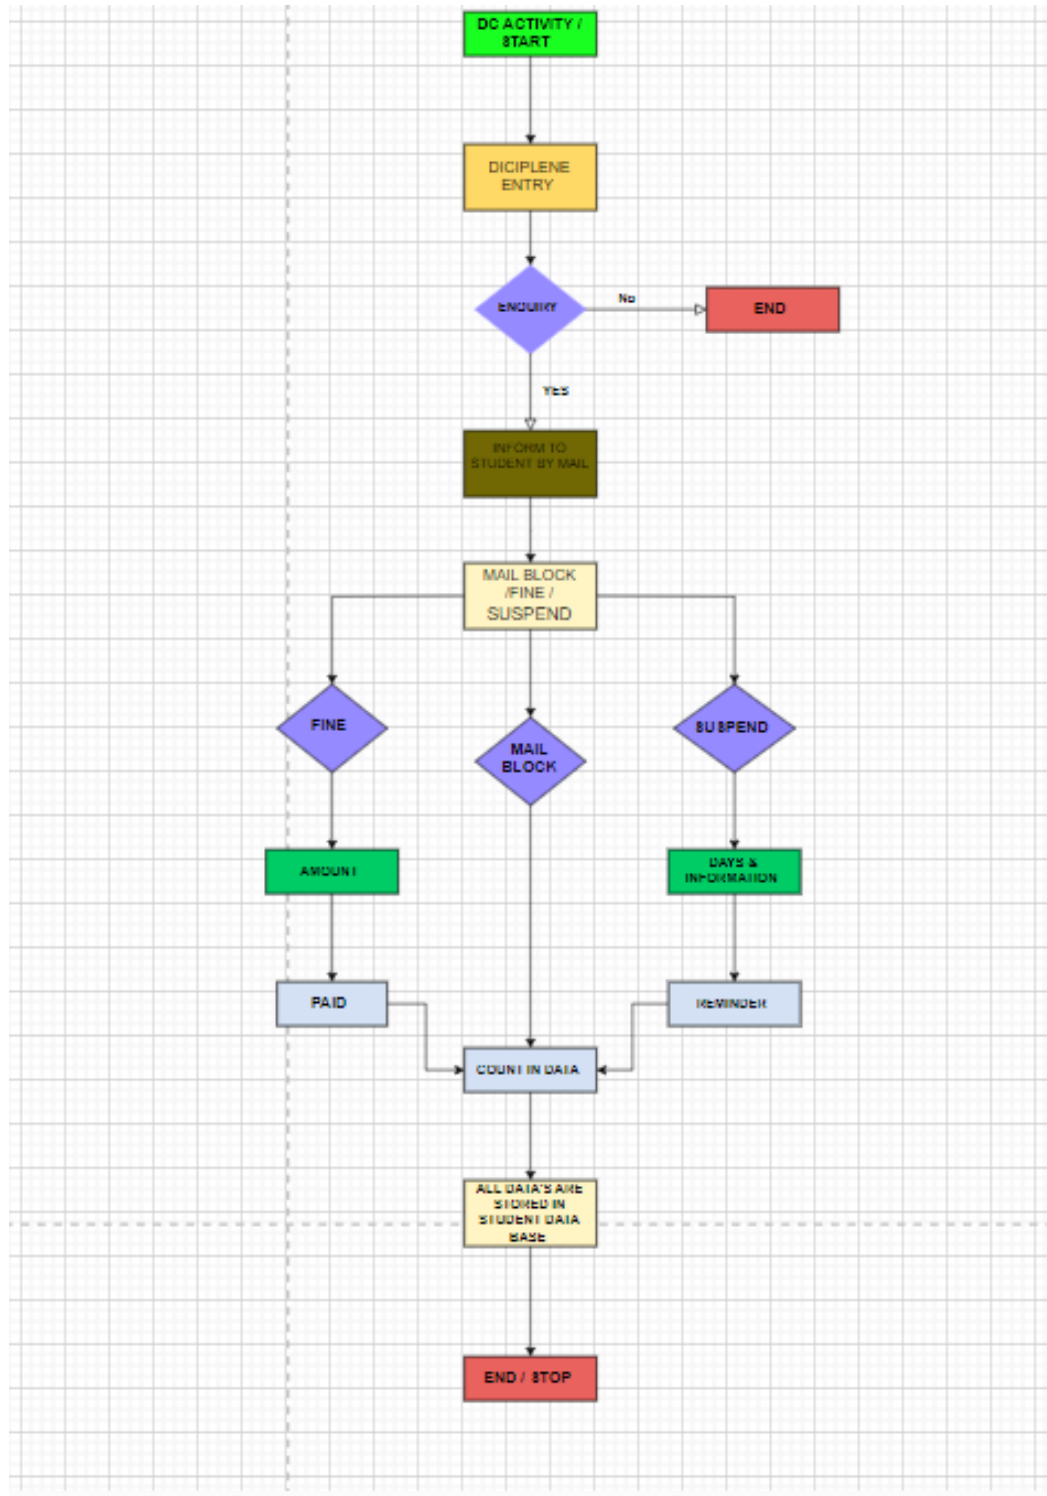 DC ACTIVITY /
START
DICIPLENE
ENTRY
ENQUIRY
No
END
YES
INFORM TO
STUDENT BY MAIL
MAIL BLOCK
/FINE /
SUSPEND
FINE
MAIL
BLOCK
SUSPEND
AMOUNT
DAYS &
INFORMATION
PAID
REMINDER
COUNT IN DATA
ALL DATA'S ARE
STORED IN
STUDENT DATA
BASE
END / STOP